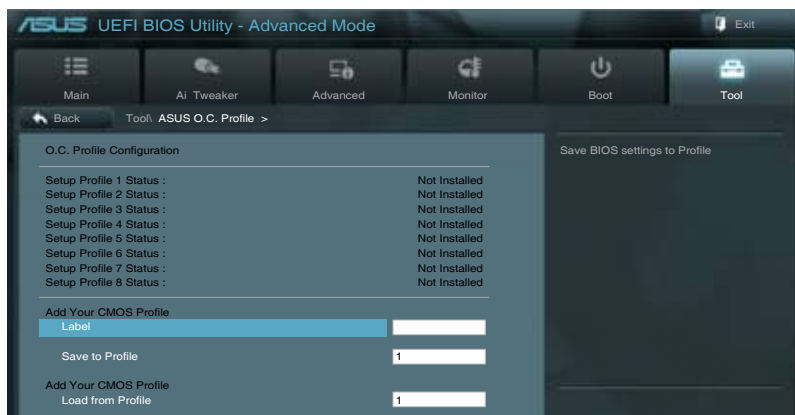 ASUS UEFI BIOS Utility - Advanced Mode
Exit
Main
Ai Tweaker
Advanced
Monitor
Boot
Tool
Back
Tool\ ASUS O.C. Profile >
O.C. Profile Configuration
Save BIOS settings to Profile
Setup Profile 1 Status : Not Installed
Setup Profile 2 Status : Not Installed
Setup Profile 3 Status : Not Installed
Setup Profile 4 Status : Not Installed
Setup Profile 5 Status : Not Installed
Setup Profile 6 Status : Not Installed
Setup Profile 7 Status : Not Installed
Setup Profile 8 Status : Not Installed
Add Your CMOS Profile
Label
Save to Profile 1
Add Your CMOS Profile
Load from Profile 1